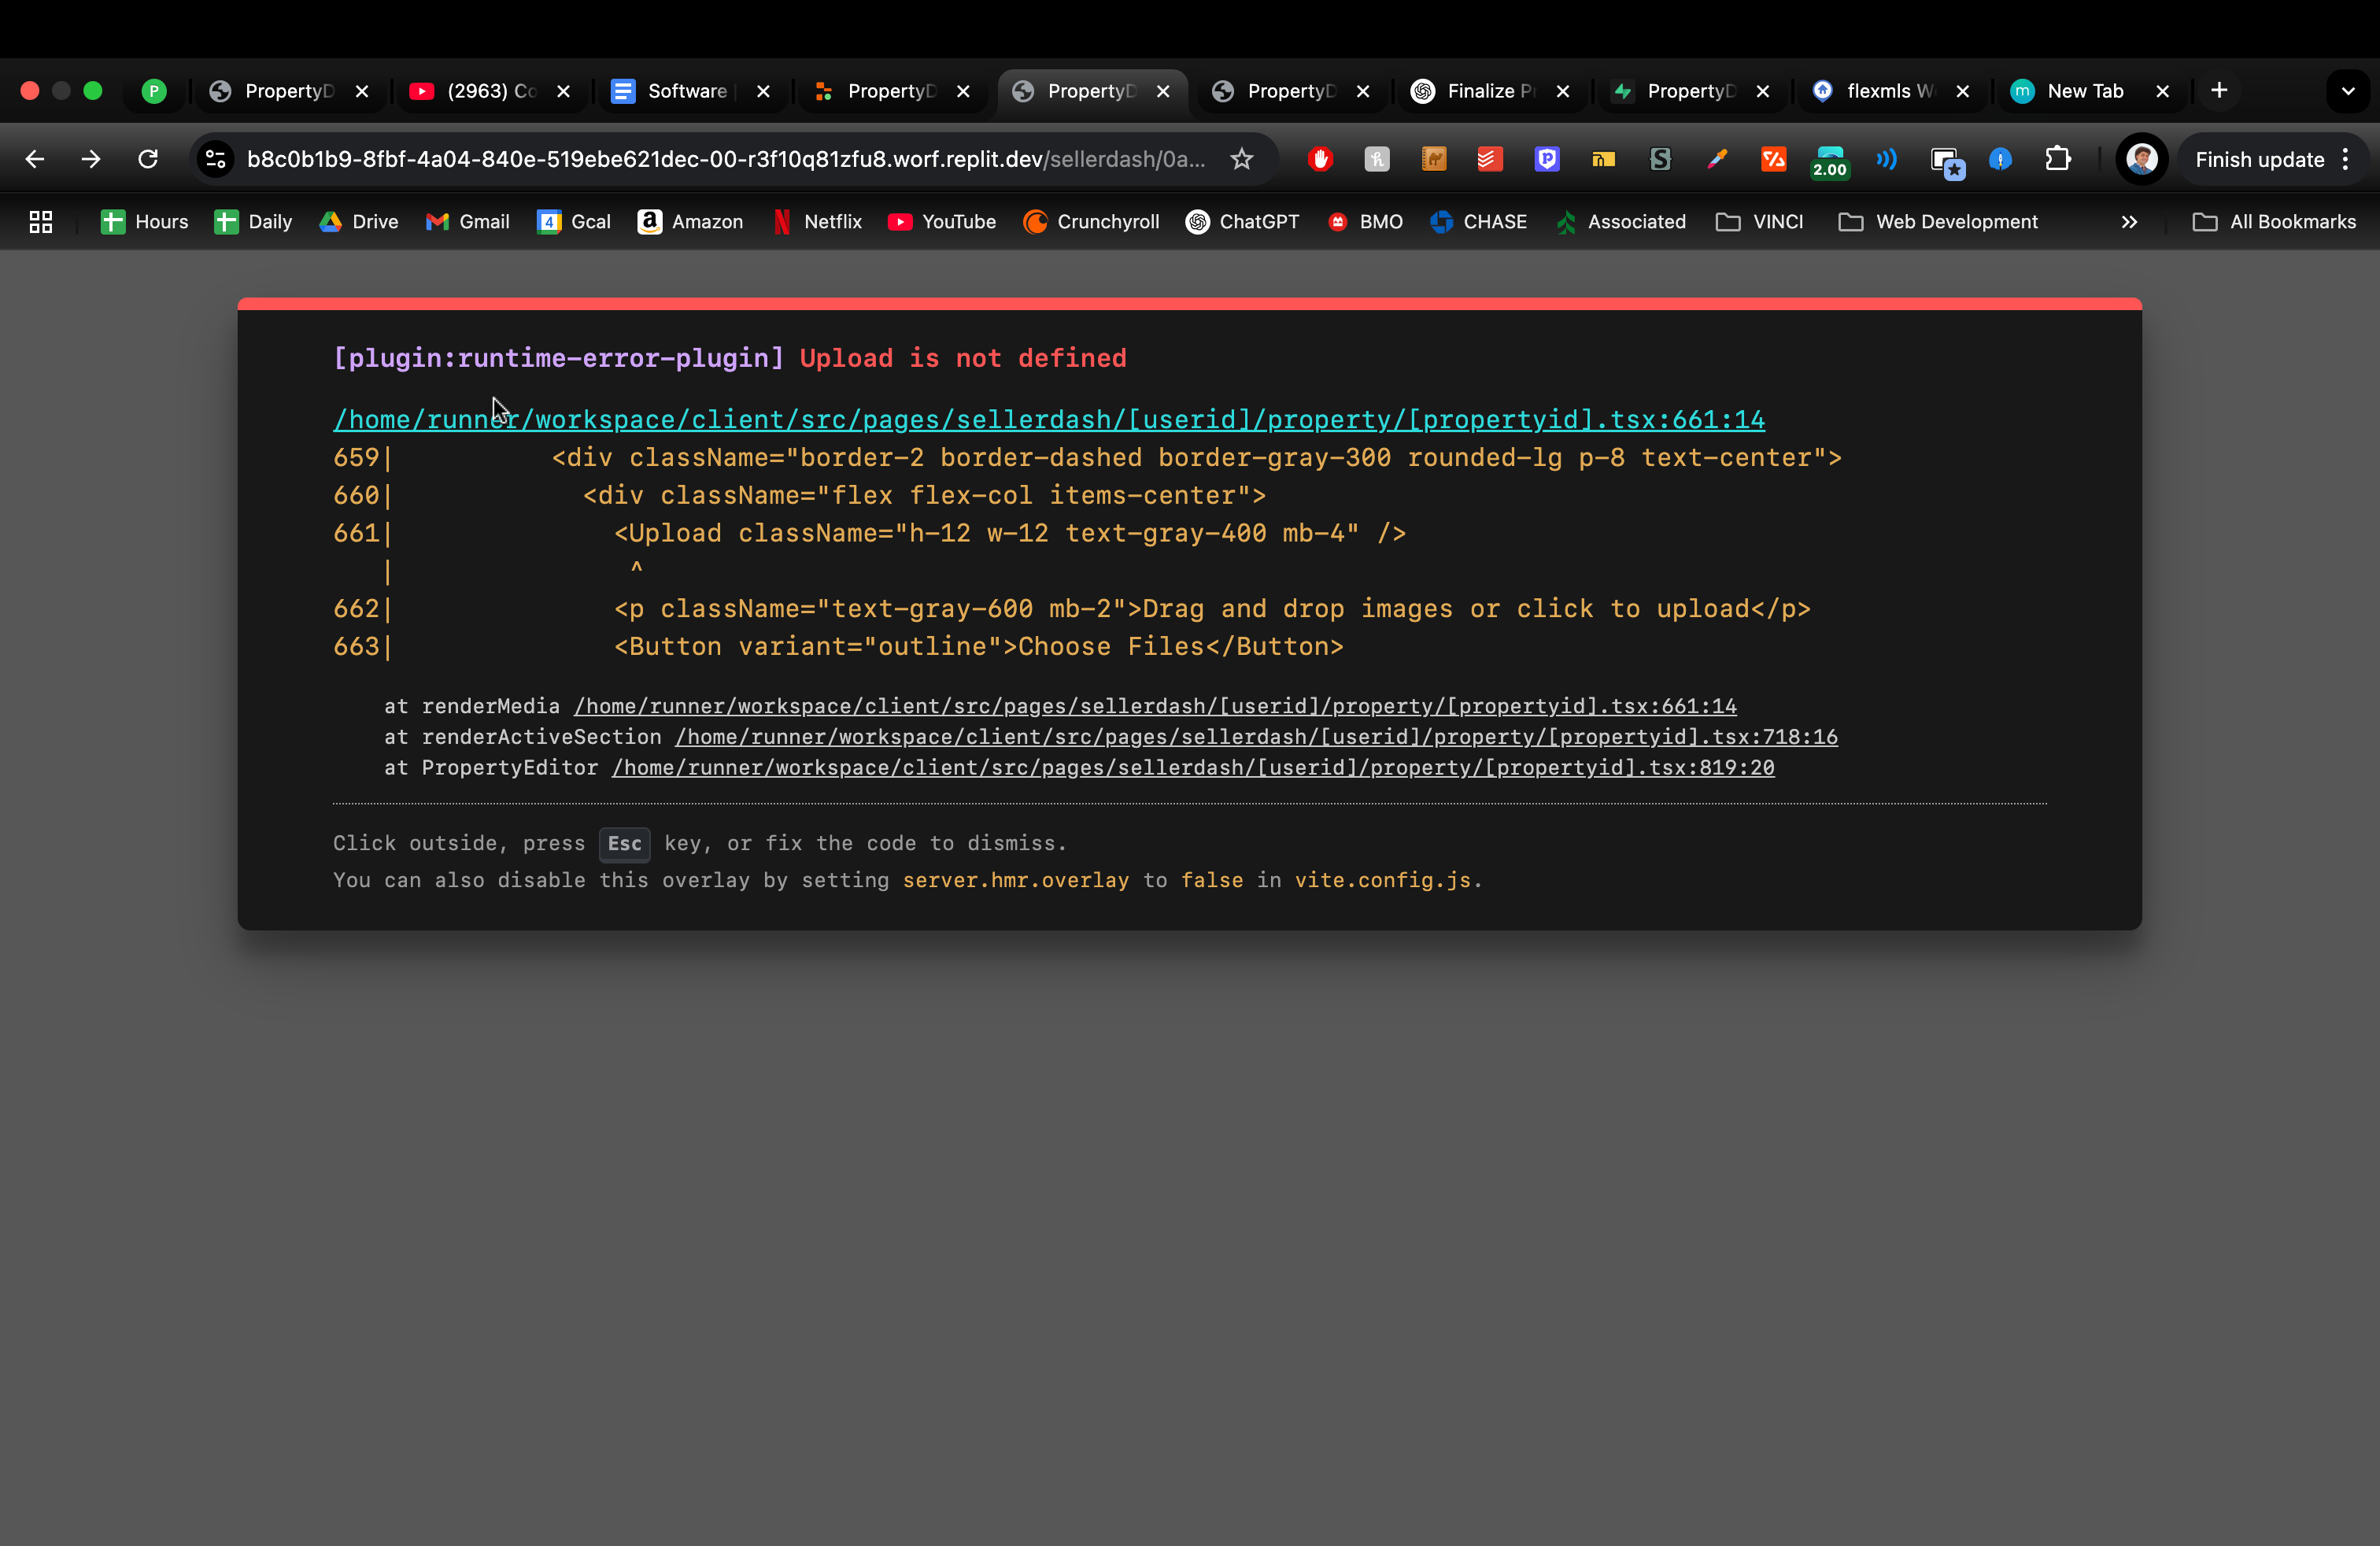 P PropertyD (2963) Co Software PropertyD PropertyD PropertyD Finalize Pr PropertyD flexmls W m New Tab
b8c0b1b9-8fbf-4a04-840e-519ebe621dec-00-r3f10q81zfu8.worf.replit.dev/sellerdash/0a... 2.00 Finish update
Hours Daily Drive Gmail 4 Gcal a Amazon Netflix YouTube Crunchyroll ChatGPT BMO CHASE Associated VINCI Web Development » All Bookmarks
[plugin:runtime-error-plugin] Upload is not defined
/home/runner/workspace/client/src/pages/sellerdash/[userid]/property/[propertyid].tsx:661:14
659| <div className="border-2 border-dashed border-gray-300 rounded-lg p-8 text-center">
660| <div className="flex flex-col items-center">
661| <Upload className="h-12 w-12 text-gray-400 mb-4" />
| ^
662| <p className="text-gray-600 mb-2">Drag and drop images or click to upload</p>
663| <Button variant="outline">Choose Files</Button>
at renderMedia /home/runner/workspace/client/src/pages/sellerdash/[userid]/property/[propertyid].tsx:661:14
at renderActiveSection /home/runner/workspace/client/src/pages/sellerdash/[userid]/property/[propertyid].tsx:718:16
at PropertyEditor /home/runner/workspace/client/src/pages/sellerdash/[userid]/property/[propertyid].tsx:819:20
Click outside, press Esc key, or fix the code to dismiss.
You can also disable this overlay by setting server.hmr.overlay to false in vite.config.js.